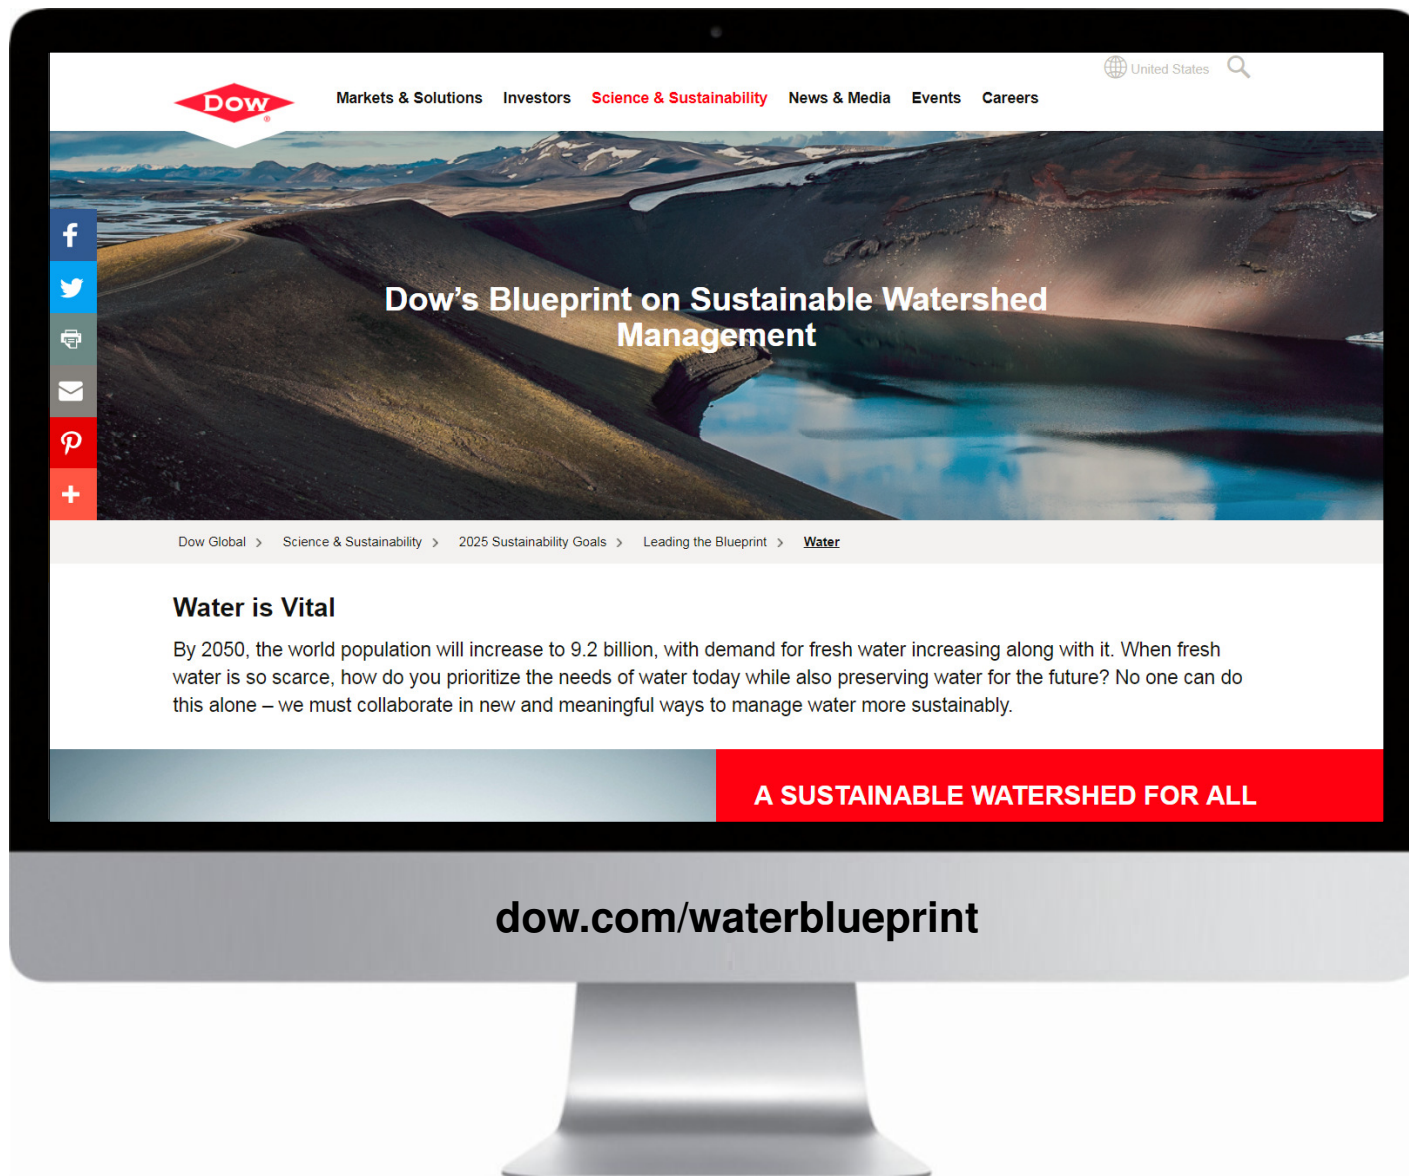 United States
Dow
Markets & Solutions Investors Science & Sustainability News & Media Events Careers
Dow's Blueprint on Sustainable Watershed
Management
Dow Global > Science & Sustainability > 2025 Sustainability Goals > Leading the Blueprint > Water
Water is Vital
By 2050, the world population will increase to 9.2 billion, with demand for fresh water increasing along with it. When fresh
water is so scarce, how do you prioritize the needs of water today while also preserving water for the future? No one can do
this alone – we must collaborate in new and meaningful ways to manage water more sustainably.
A SUSTAINABLE WATERSHED FOR ALL
dow.com/waterblueprint